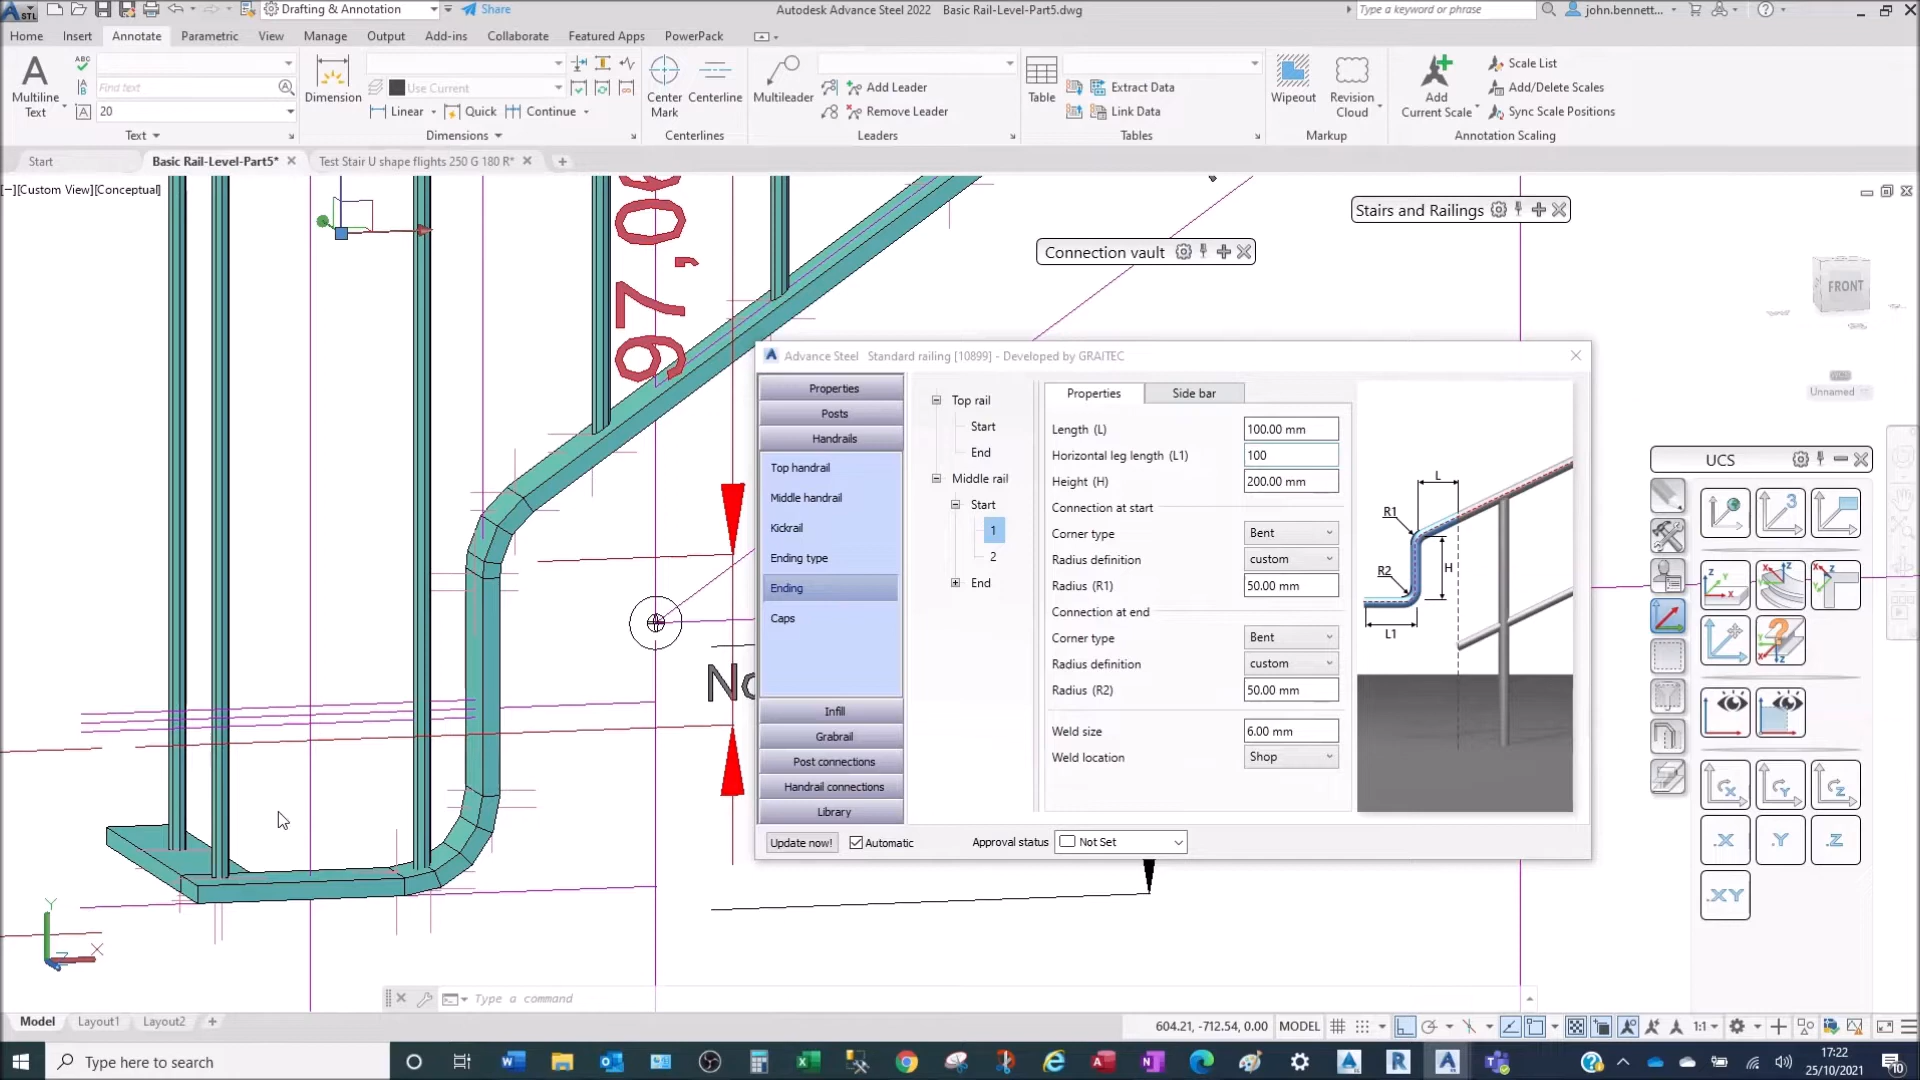 STL
Drafting & Annotation
Share
Autodesk Advance Steel 2022 Basic Rail-Level-Part5.dwg
Type a keyword or phrase
john.bennett...
Home Insert Annotate Parametric View Manage Output Add-ins Collaborate Featured Apps PowerPack
Multiline
Text
ABC
Find text
20
Text
Dimension
Use Current
Linear Quick Continue
Dimensions
Center
Mark
Centerline
Centerlines
Multileader
Add Leader
Remove Leader
Leaders
Table
Extract Data
Link Data
Tables
Wipeout
Revision
Cloud
Markup
Add
Current Scale
Scale List
Add/Delete Scales
Sync Scale Positions
Annotation Scaling
Start
Basic Rail-Level-Part5*
Test Stair U shape flights 250 G 180 R*
[−][Custom View][Conceptual]
Stairs and Railings
Connection vault
FRONT
Unnamed
UCS
No
Advance Steel Standard railing [10899] - Developed by GRAITEC
Properties
Posts
Handrails
Top handrail
Middle handrail
Kickrail
Ending type
Ending
Caps
Infill
Grabrail
Post connections
Handrail connections
Library
Top rail
Start
End
Middle rail
Start
1
2
End
Properties Side bar
Length (L) 100.00 mm
Horizontal leg length (L1) 100
Height (H) 200.00 mm
Connection at start
Corner type Bent
Radius definition custom
Radius (R1) 50.00 mm
Connection at end
Corner type Bent
Radius definition custom
Radius (R2) 50.00 mm
Weld size 6.00 mm
Weld location Shop
L
R1
R2
H
L1
Update now! Automatic Approval status Not Set
3
.X .Y .Z
.XY
Y
X
Z
Type a command
Model Layout1 Layout2
604.21, -712.54, 0.00 MODEL
1:1
Type here to search
17:22
25/10/2021
10